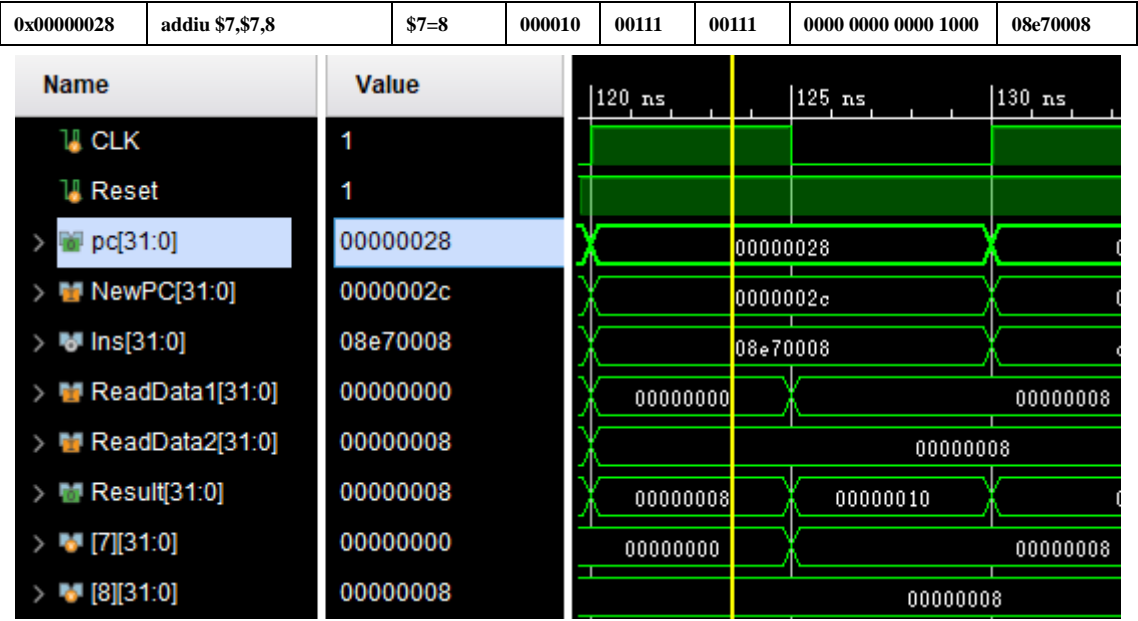 0x00000028 addiu $7,$7,8 $7=8 000010 00111 00111 0000 0000 0000 1000 08e70008
Name Value 120 ns 125 ns 130 ns
CLK 1
Reset 1
pc[31:0] 00000028 00000028
NewPC[31:0] 0000002c 0000002c
Ins[31:0] 08e70008 08e70008
ReadData1[31:0] 00000000 00000000 00000008
ReadData2[31:0] 00000008 00000008
Result[31:0] 00000008 00000008 00000010
[7][31:0] 00000000 00000000 00000008
[8][31:0] 00000008 00000008